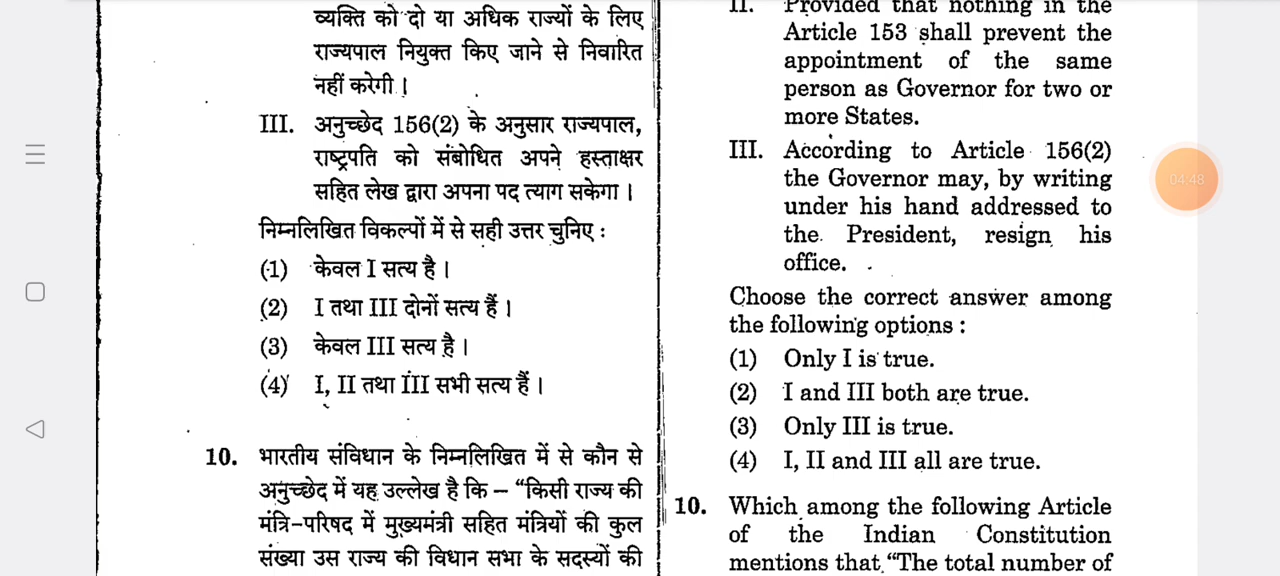 व्यक्ति को दो या अधिक राज्यों के लिए
राज्यपाल नियुक्त किए जाने से निवारित
नहीं करेगी।
III. अनुच्छेद 156(2) के अनुसार राज्यपाल,
राष्ट्रपति को संबोधित अपने हस्ताक्षर
सहित लेख द्वारा अपना पद त्याग सकेगा।
निम्नलिखित विकल्पों में से सही उत्तर चुनिए :
(1) केवल I सत्य है।
(2) I तथा III दोनों सत्य हैं।
(3) केवल III सत्य है।
(4) I, II तथा III सभी सत्य हैं।
10. भारतीय संविधान के निम्नलिखित में से कौन से
अनुच्छेद में यह उल्लेख है कि – “किसी राज्य की
मंत्रि-परिषद में मुख्यमंत्री सहित मंत्रियों की कुल
संख्या उस राज्य की विधान सभा के सदस्यों की
II. Provided that nothing in the
Article 153 shall prevent the
appointment of the same
person as Governor for two or
more States.
III. According to Article 156(2)
the Governor may, by writing
under his hand addressed to
the President, resign his
office.
Choose the correct answer among
the following options :
(1) Only I is true.
(2) I and III both are true.
(3) Only III is true.
(4) I, II and III all are true.
10. Which among the following Article
of the Indian Constitution
mentions that “The total number of
04:48